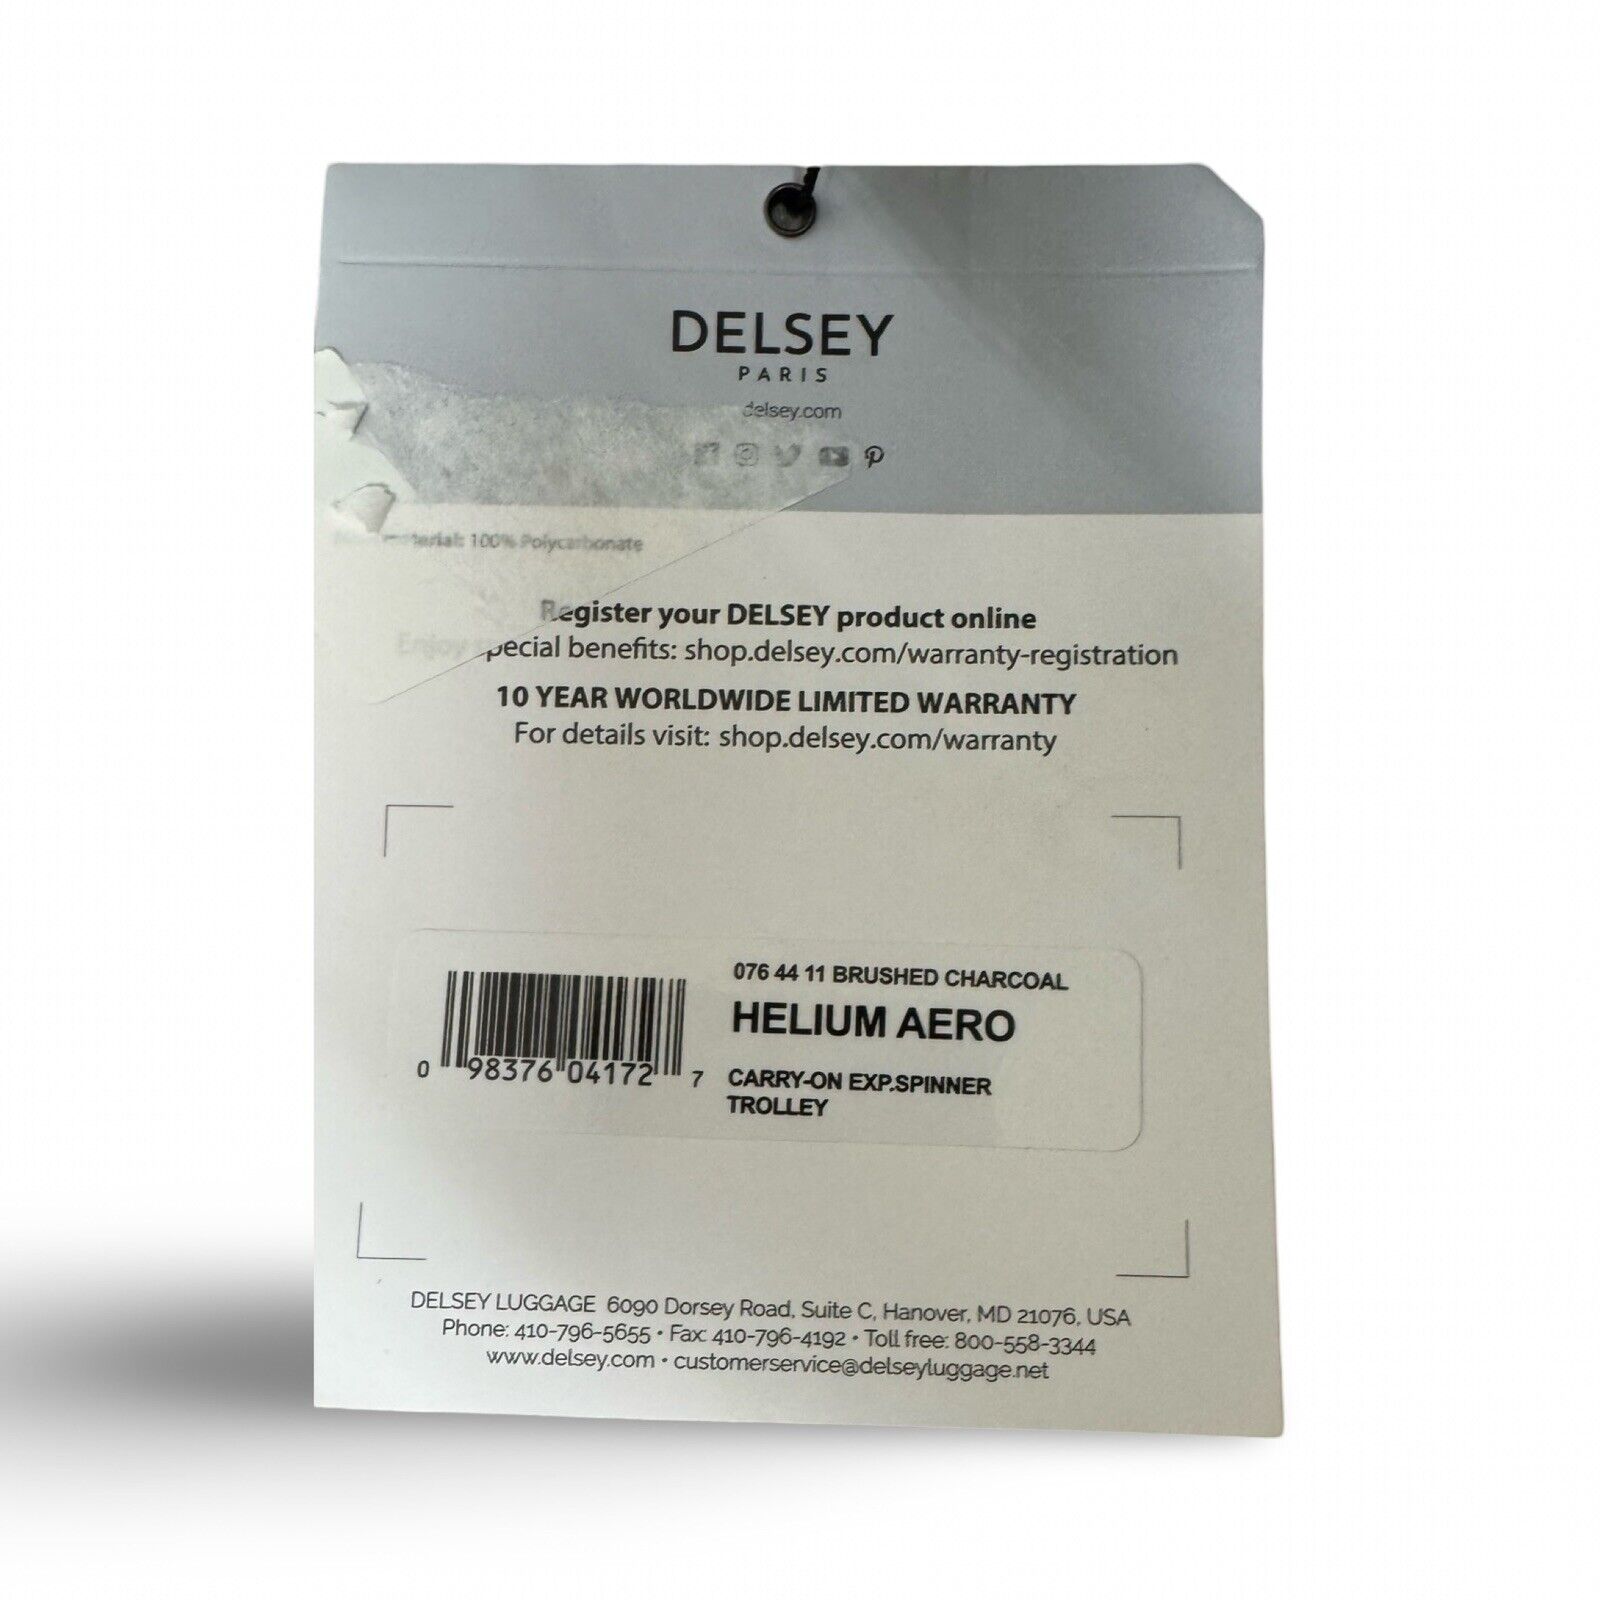 DELSEY
PARIS
delsey.com
material: 100% Polycarbonate
Register your DELSEY product online
Enjoy special benefits: shop.delsey.com/warranty-registration
10 YEAR WORLDWIDE LIMITED WARRANTY
For details visit: shop.delsey.com/warranty
076 44 11 BRUSHED CHARCOAL
HELIUM AERO
0 98376 04172 7
CARRY-ON EXP.SPINNER
TROLLEY
DELSEY LUGGAGE 6090 Dorsey Road, Suite C, Hanover, MD 21076, USA
Phone: 410-796-5655 • Fax: 410-796-4192 • Toll free: 800-558-3344
www.delsey.com • customerservice@delseyluggage.net